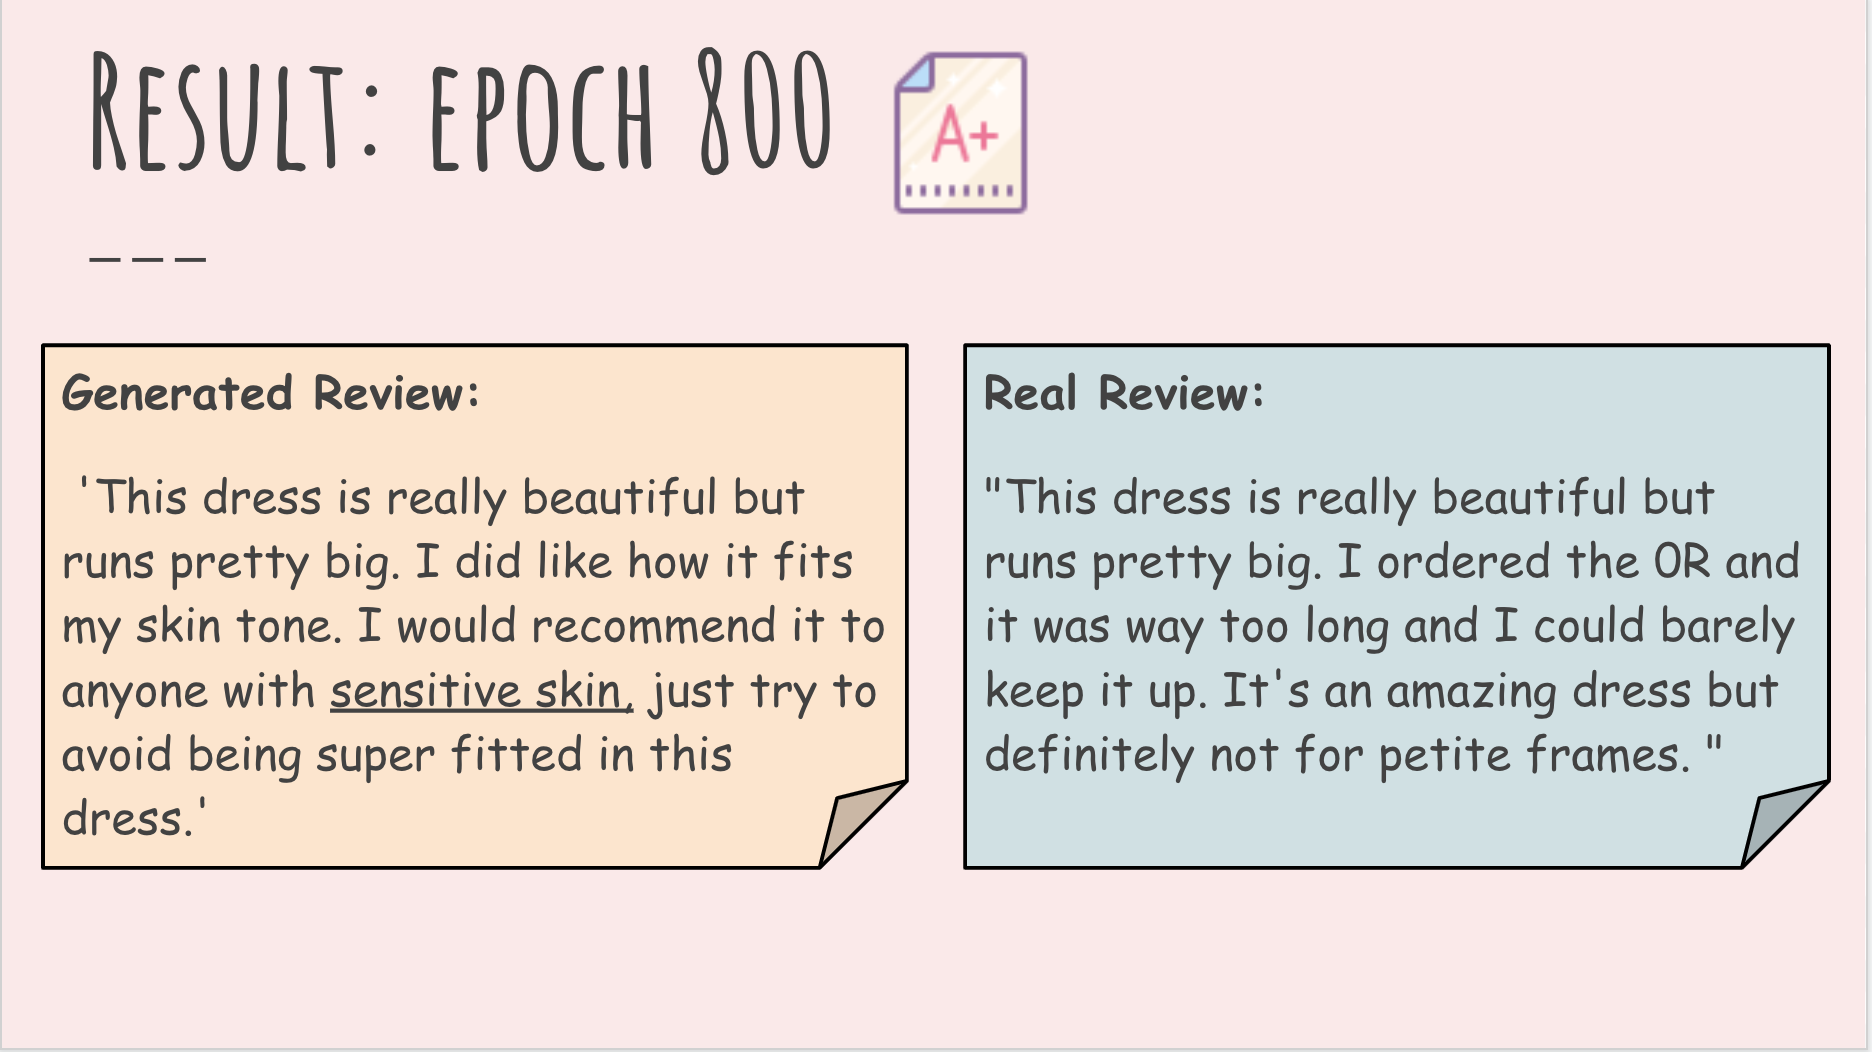 Result: epoch 800
A+
Generated Review:
'This dress is really beautiful but
runs pretty big. I did like how it fits
my skin tone. I would recommend it to
anyone with sensitive skin, just try to
avoid being super fitted in this
dress.'
Real Review:
"This dress is really beautiful but
runs pretty big. I ordered the 0R and
it was way too long and I could barely
keep it up. It's an amazing dress but
definitely not for petite frames. "